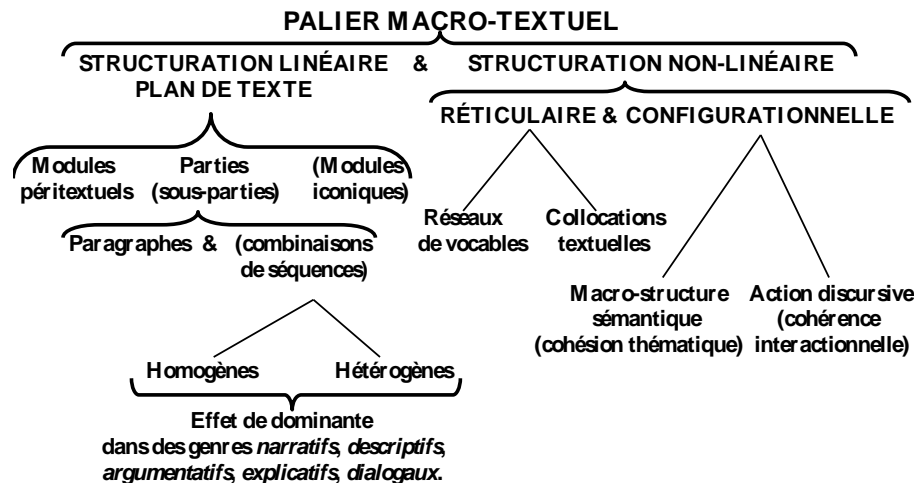 PALIER MACRO-TEXTUEL
STRUCTURATION LINÉAIRE & STRUCTURATION NON-LINÉAIRE
PLAN DE TEXTE
RÉTICULAIRE & CONFIGURATIONNELLE
Modules Parties (Modules
péritextuels (sous-parties) iconiques)
Paragraphes & (combinaisons
de séquences)
Réseaux Collocations
de vocables textuelles
Macro-structure Action discursive
sémantique (cohérence
(cohésion thématique) interactionnelle)
Homogènes Hétérogènes
Effet de dominante
dans des genres narratifs, descriptifs,
argumentatifs, explicatifs, dialogaux.